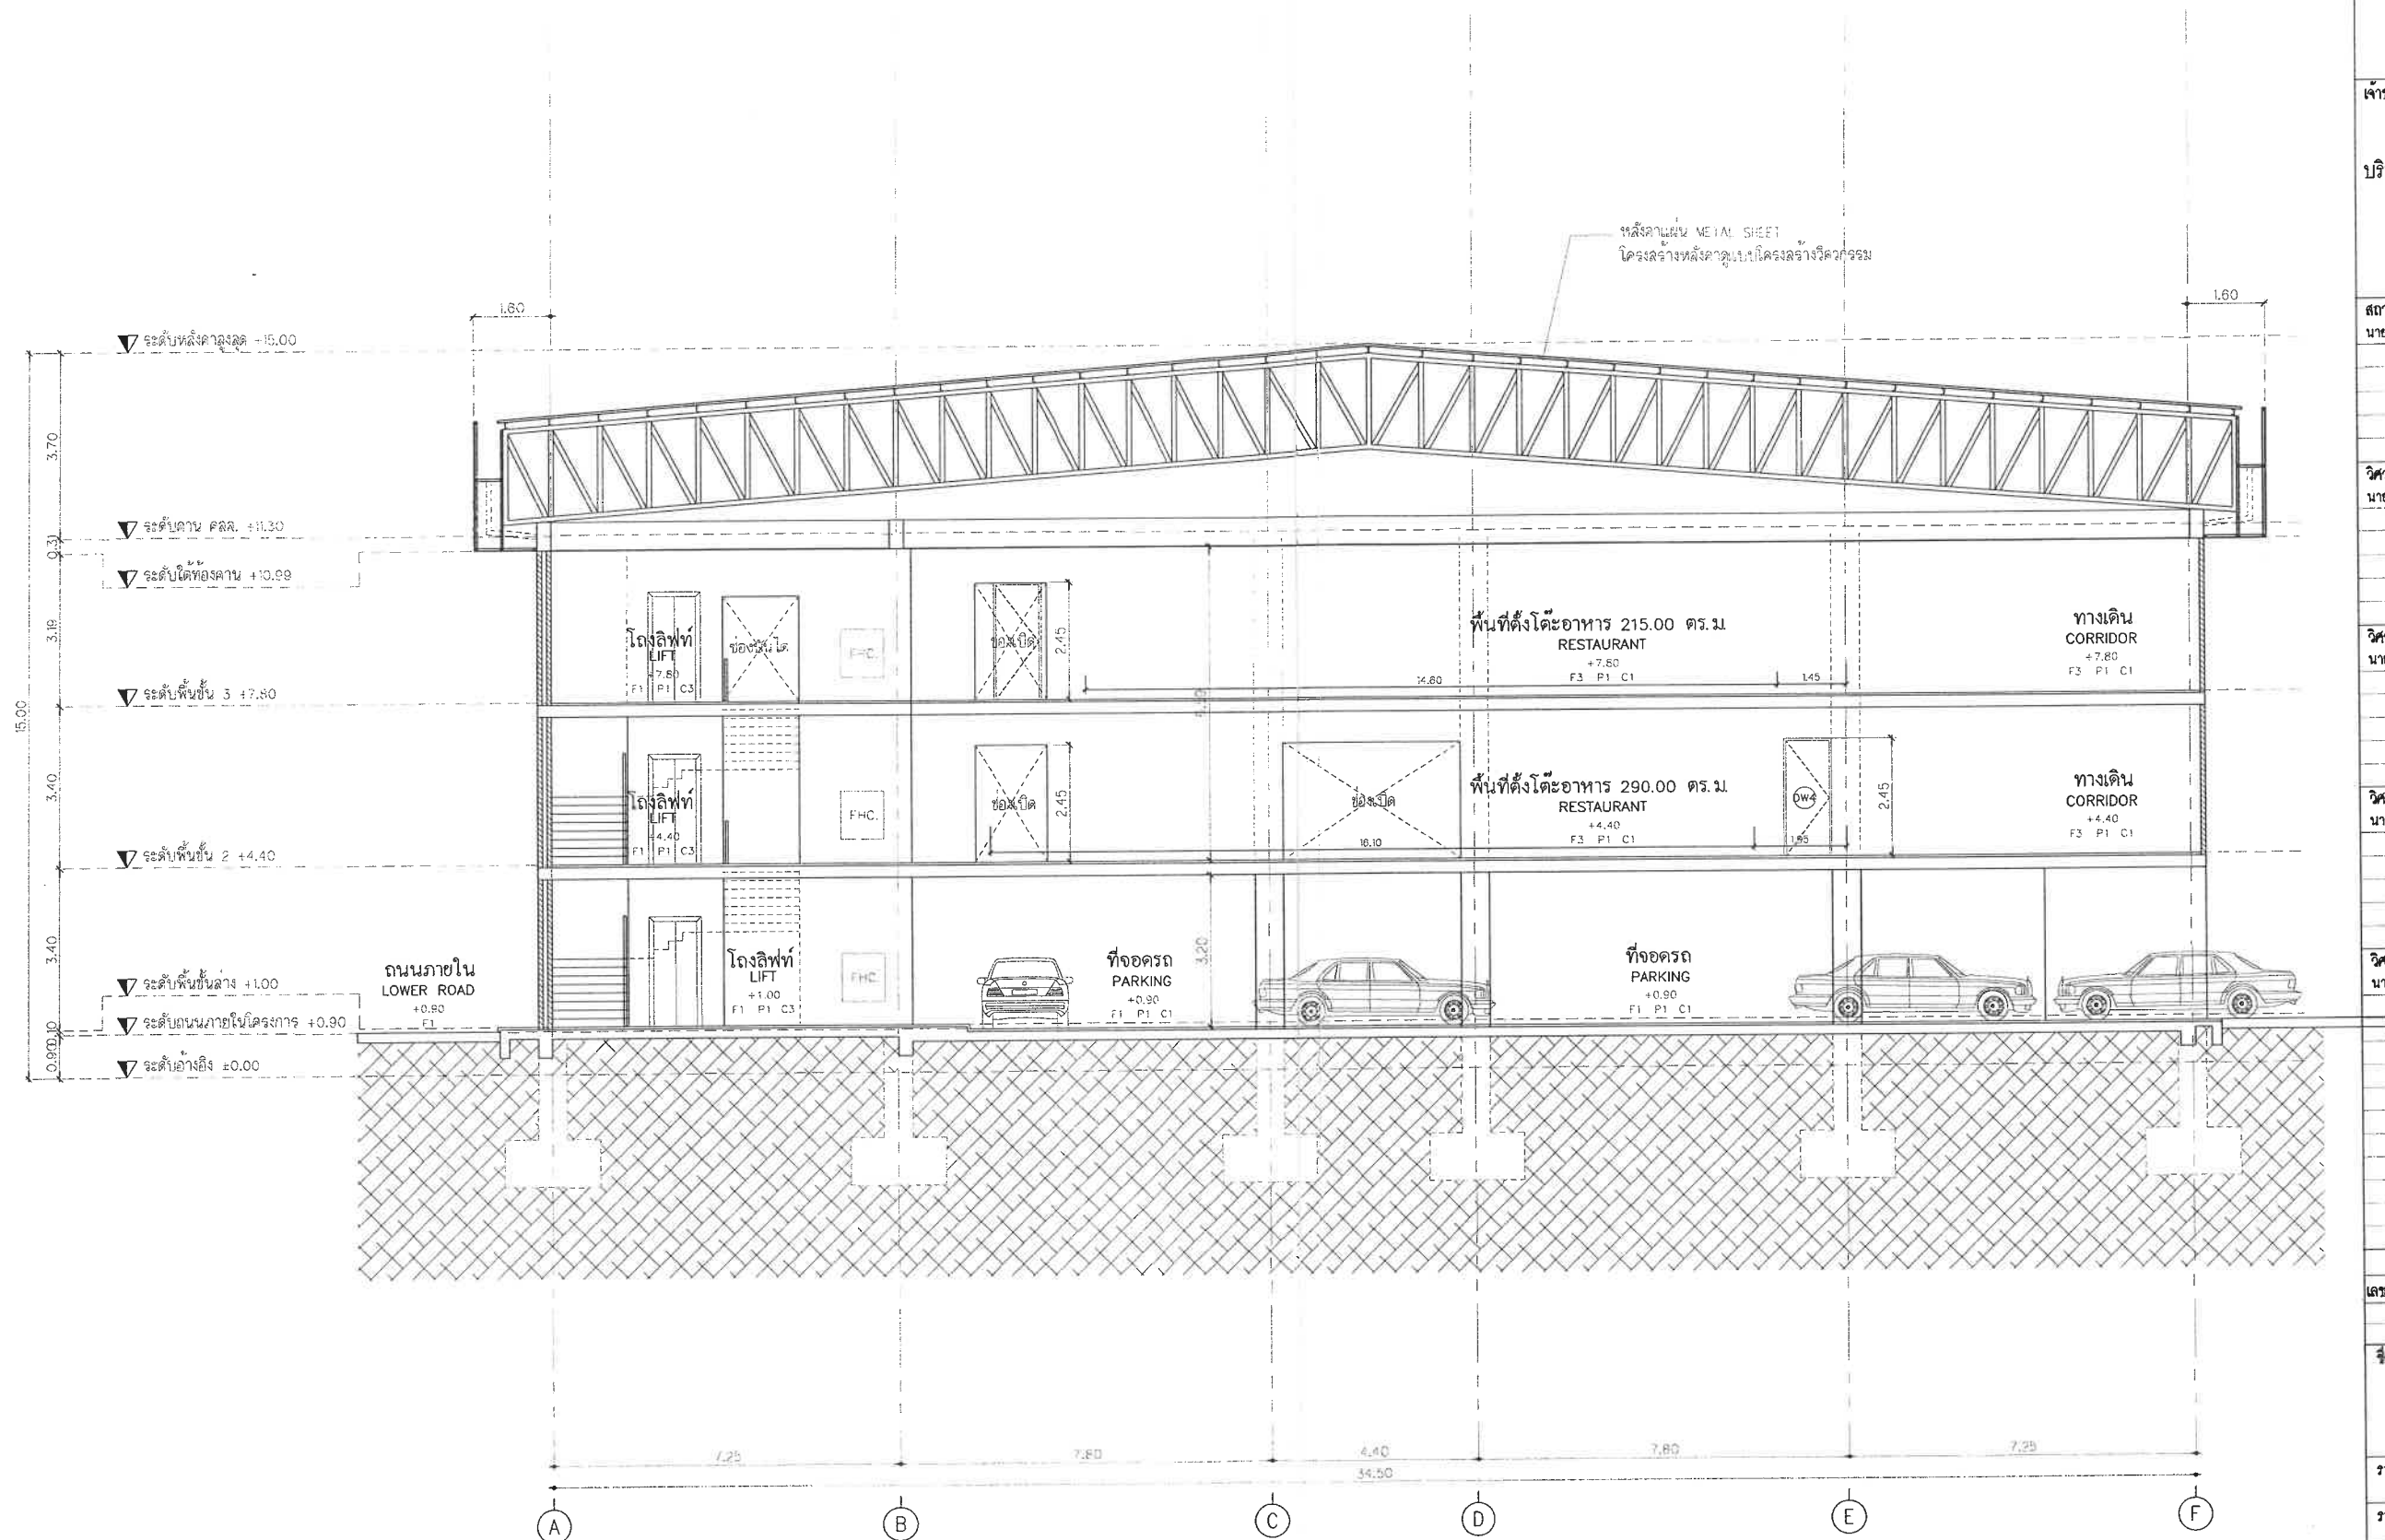 หลังคาแผ่น METAL SHEET
โครงสร้างหลังคาดูแบบโครงสร้างวิศวกรรม
1.60
1.60
ระดับหลังคาสูงสุด +15.00
ระดับคาน คสล. +11.30
ระดับใต้ท้องคาน +10.99
ระดับพื้นชั้น 3 +7.80
ระดับพื้นชั้น 2 +4.40
ระดับพื้นชั้นล่าง +1.00
ระดับถนนภายในโครงการ +0.90
ระดับอ้างอิง ±0.00
15.00
3.70
0.31
3.19
3.40
3.40
0.10
0.90
โถงลิฟท์
LIFT
+7.80
F1 P1 C3
ช่องบันได
FHC.
ช่องเปิด
2.45
14.80
1.45
พื้นที่ตั้งโต๊ะอาหาร 215.00 ตร.ม.
RESTAURANT
+7.80
F3 P1 C1
ทางเดิน
CORRIDOR
+7.80
F3 P1 C1
โถงลิฟท์
LIFT
+4.40
F1 P1 C3
FHC.
ช่องเปิด
2.45
ช่องเปิด
18.10
1.95
พื้นที่ตั้งโต๊ะอาหาร 290.00 ตร.ม.
RESTAURANT
+4.40
F3 P1 C1
DW4
2.45
ทางเดิน
CORRIDOR
+4.40
F3 P1 C1
ถนนภายใน
LOWER ROAD
+0.90
F1
โถงลิฟท์
LIFT
+1.00
F1 P1 C3
FHC.
ที่จอดรถ
PARKING
+0.90
F1 P1 C1
3.20
ที่จอดรถ
PARKING
+0.90
F1 P1 C1
7.25
7.80
4.40
7.80
7.25
34.50
A
B
C
D
E
F